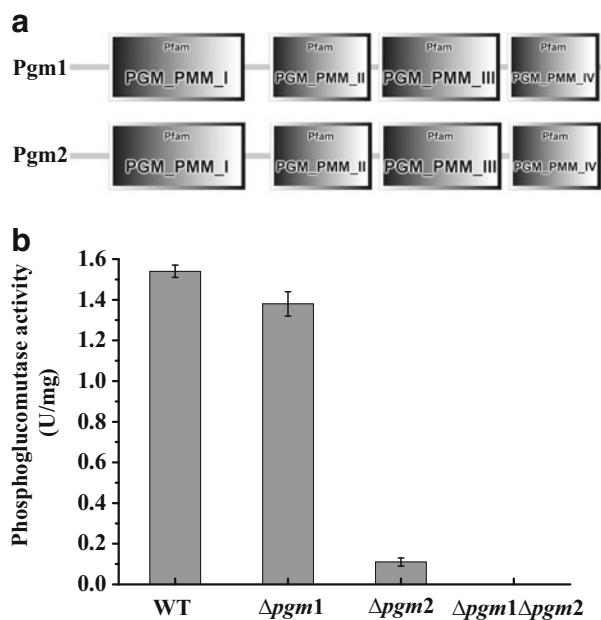 a
Pgm1
Pfam
PGM_PMM_I
Pfam
PGM_PMM_II
Pfam
PGM_PMM_III
Pfam
PGM_PMM_IV
Pgm2
Pfam
PGM_PMM_I
Pfam
PGM_PMM_II
Pfam
PGM_PMM_III
Pfam
PGM_PMM_IV
b
Phosphoglucomutase activity
(U/mg)
1.6
1.4
1.2
1.0
0.8
0.6
0.4
0.2
0.0
WT
Δpgm1
Δpgm2
Δpgm1Δpgm2